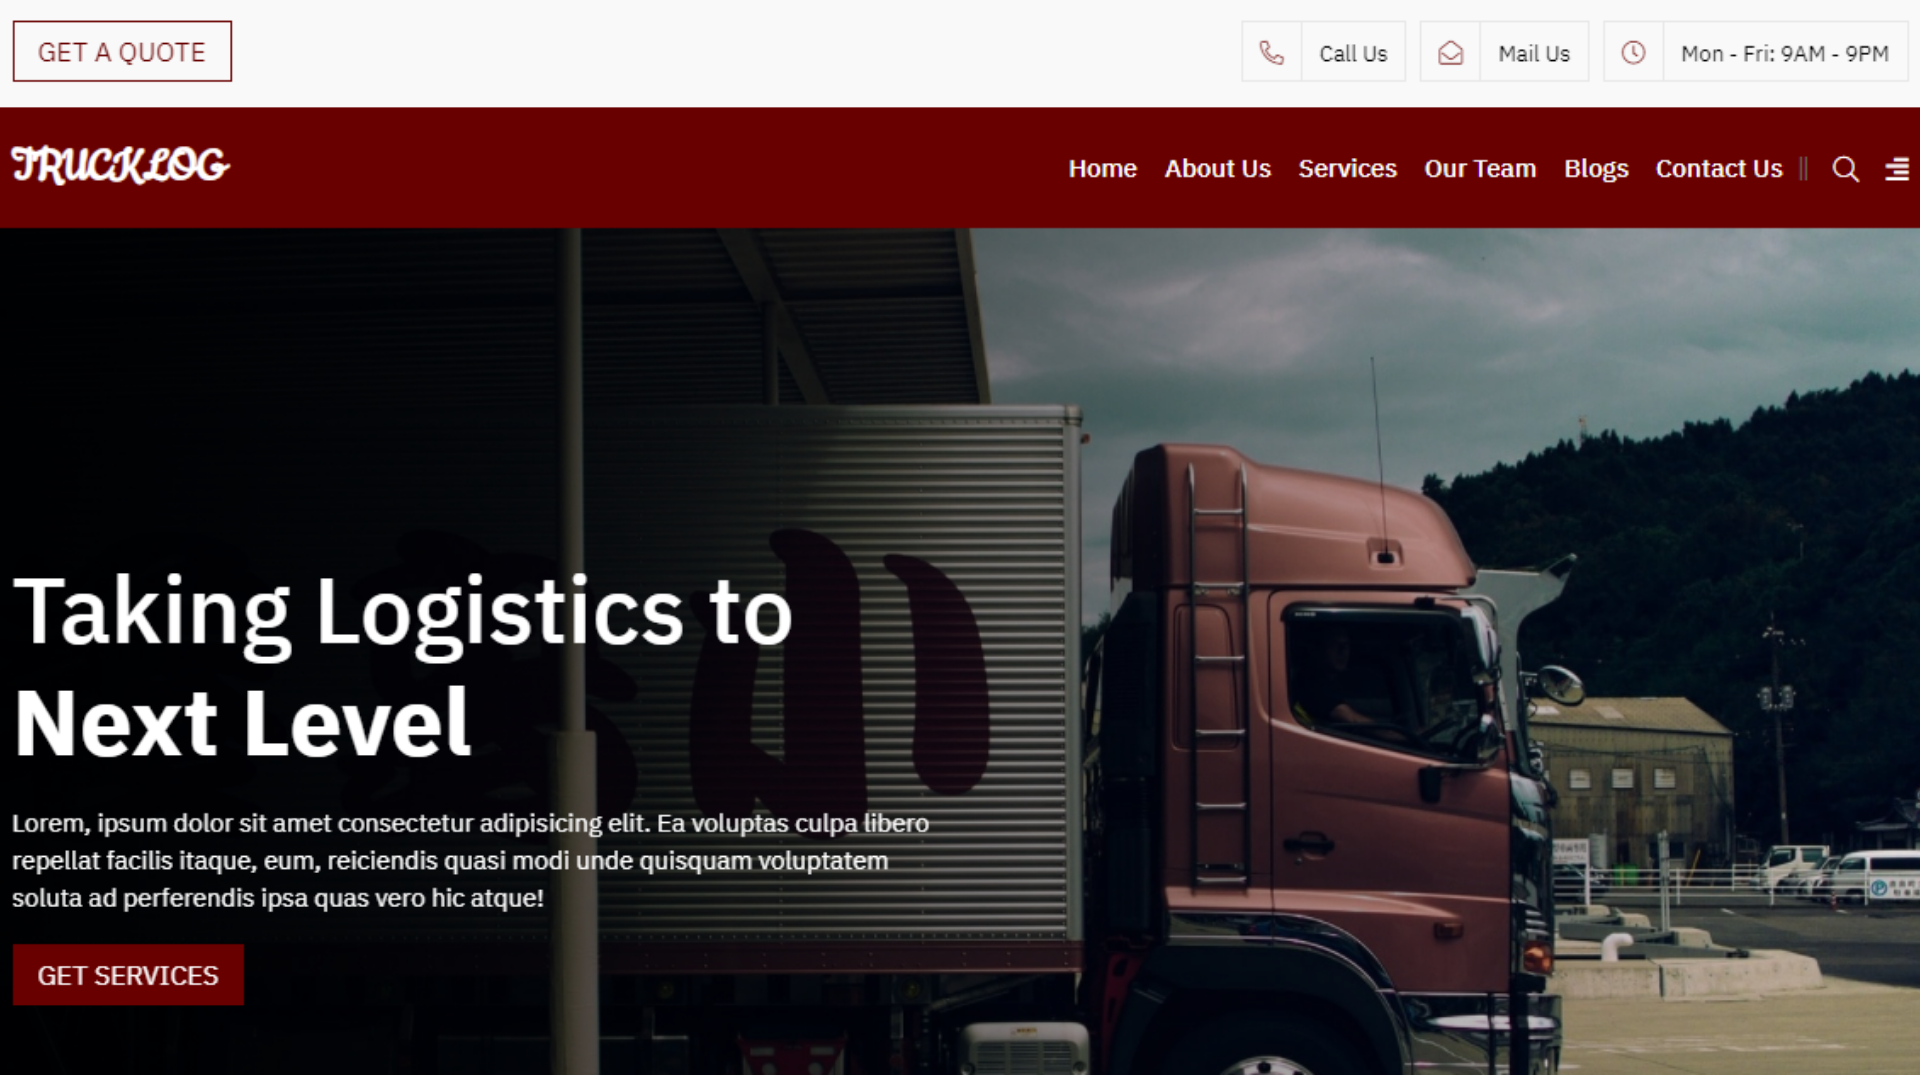 GET A QUOTE
Call Us
Mail Us
Mon - Fri: 9AM - 9PM
TRUCKLOG
Home
About Us
Services
Our Team
Blogs
Contact Us
Taking Logistics to
Next Level
Lorem, ipsum dolor sit amet consectetur adipisicing elit. Ea voluptas culpa libero
repellat facilis itaque, eum, reiciendis quasi modi unde quisquam voluptatem
soluta ad perferendis ipsa quas vero hic atque!
GET SERVICES